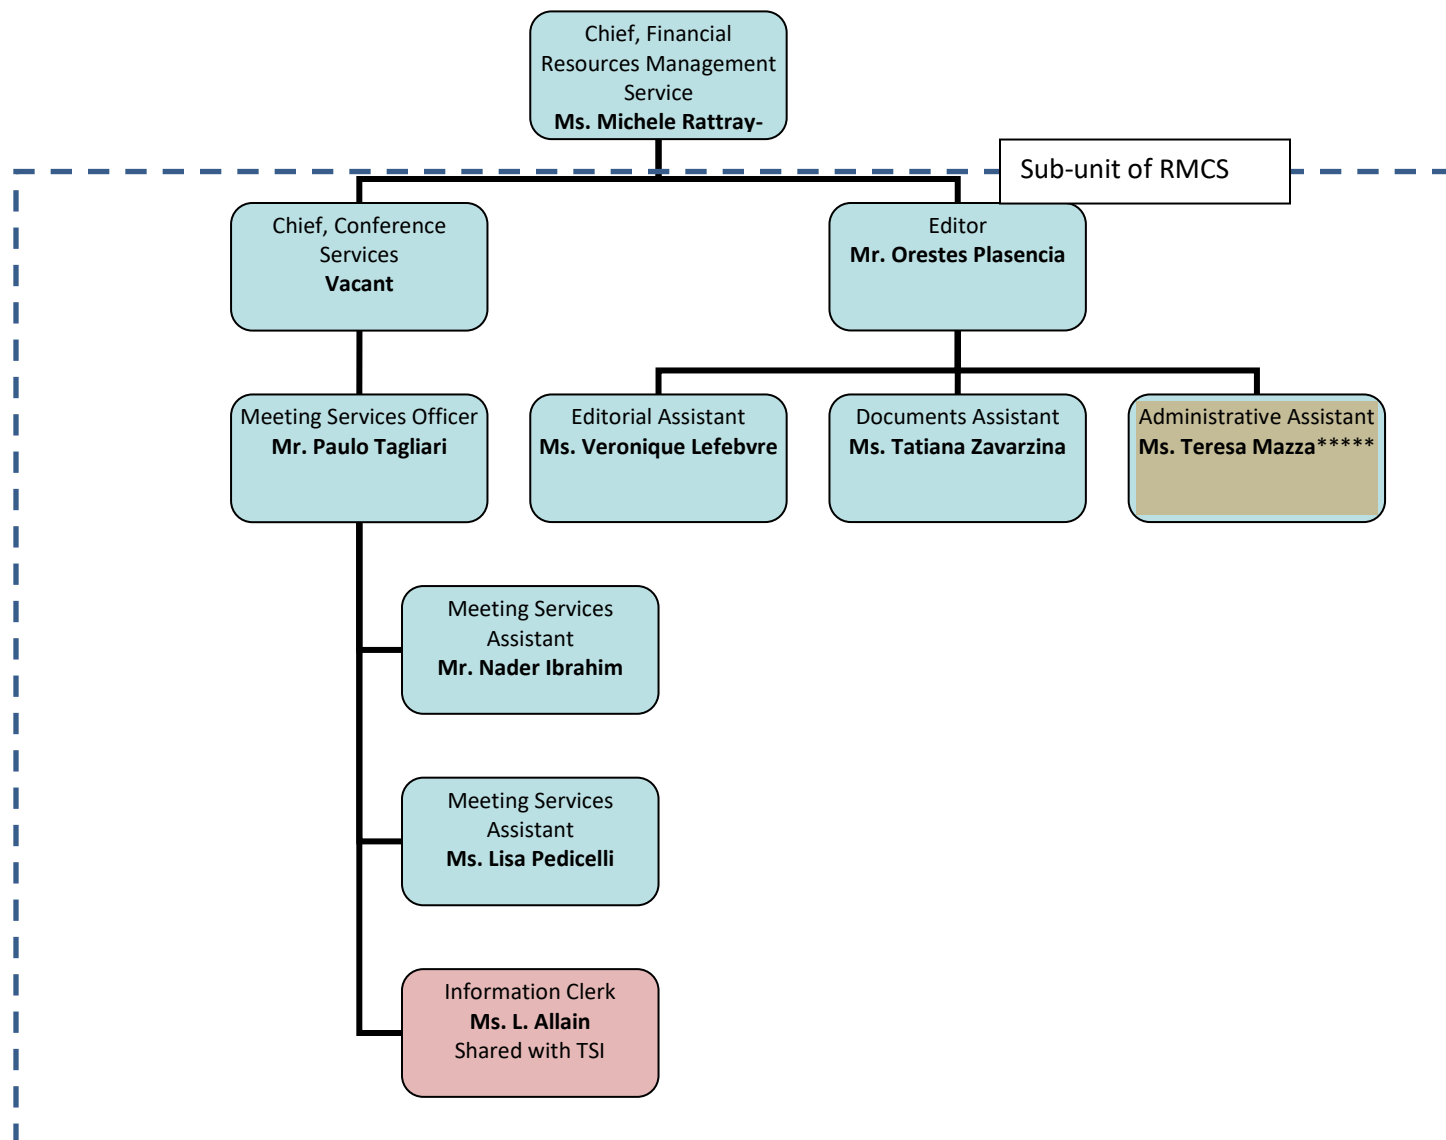 Chief, Financial
Resources Management
Service
Ms. Michele Rattray-
Sub-unit of RMCS
Chief, Conference
Services
Vacant
Editor
Mr. Orestes Plasencia
Meeting Services Officer
Mr. Paulo Tagliari
Editorial Assistant
Ms. Veronique Lefebvre
Documents Assistant
Ms. Tatiana Zavarzina
Administrative Assistant
Ms. Teresa Mazza*****
Meeting Services
Assistant
Mr. Nader Ibrahim
Meeting Services
Assistant
Ms. Lisa Pedicelli
Information Clerk
Ms. L. Allain
Shared with TSI